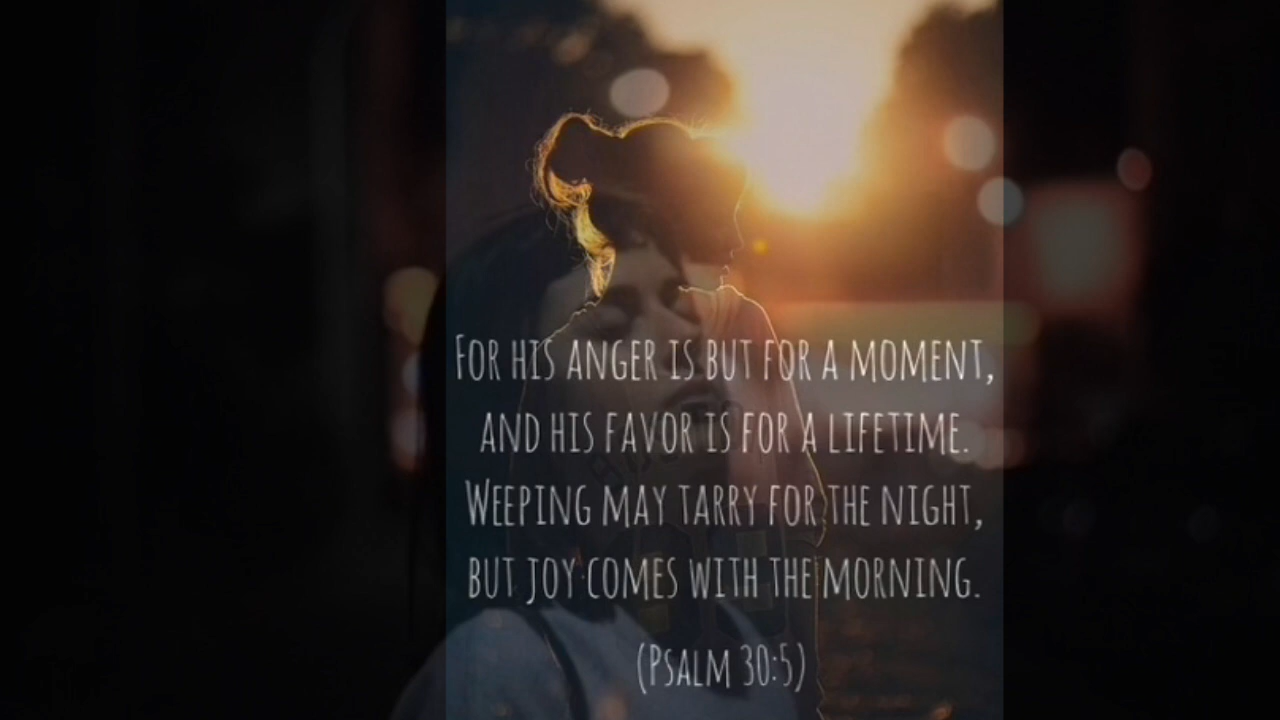 For his anger is but for a moment,
and his favor is for a lifetime.
Weeping may tarry for the night,
but joy comes with the morning.
(Psalm 30:5)